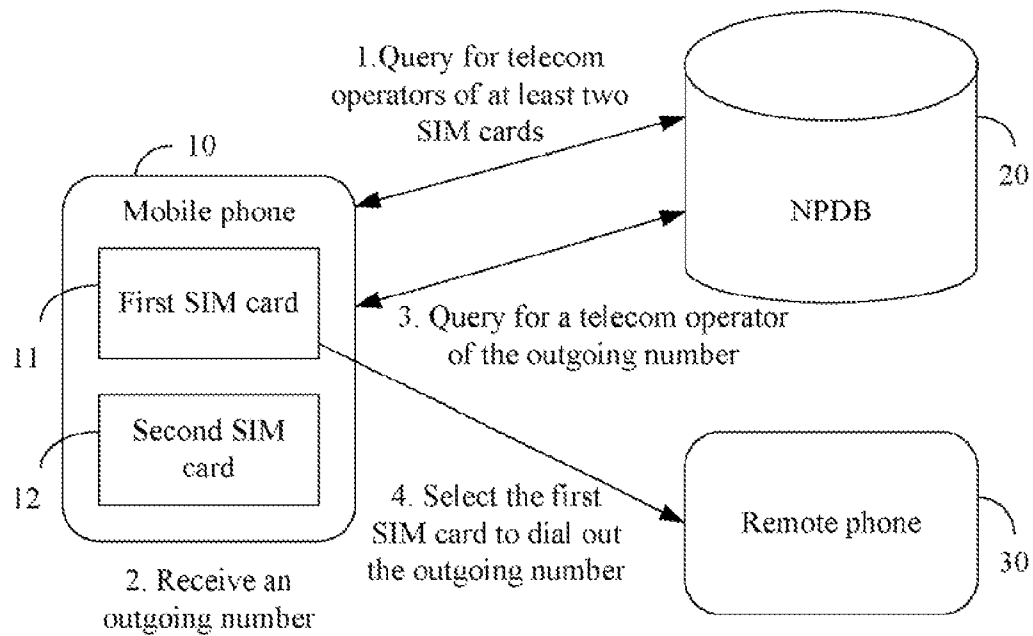 1.Query for telecom
operators of at least two
SIM cards
10
20
Mobile phone
NPDB
First SIM card
3. Query for a telecom operator
of the outgoing number
11
Second SIM
card
12
4. Select the first
SIM card to dial out
the outgoing number
Remote phone
30
2. Receive an
outgoing number